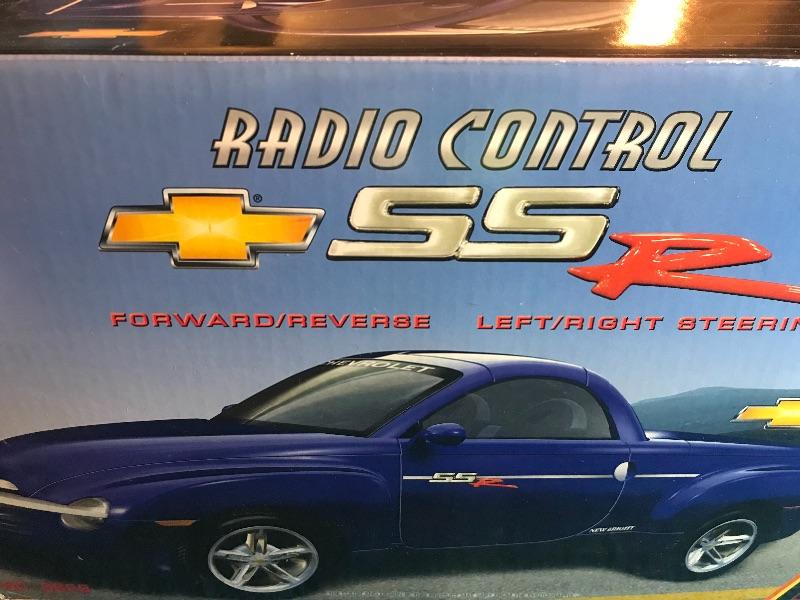 RADIO CONTROL
® SSR
FORWARD/REVERSE LEFT/RIGHT STEERIN
CHEVROLET
SSR
NEW BRIGHT